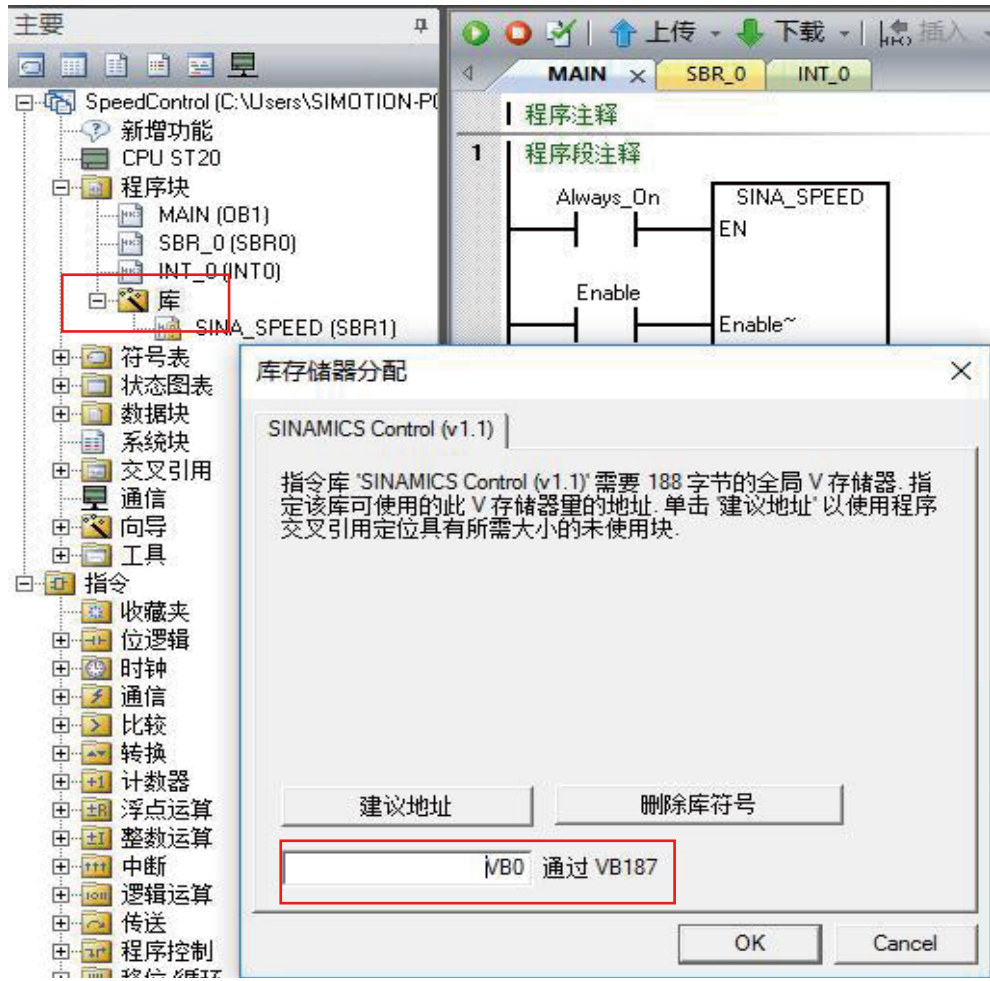 主要
SpeedControl (C:\Users\SIMOTION-P
新增功能
CPU ST20
程序块
MAIN (OB1)
SBR_0 (SBR0)
INT_0 (INT0)
库
SINA_SPEED (SBR1)
符号表
状态图表
数据块
系统块
交叉引用
通信
向导
工具
指令
收藏夹
位逻辑
时钟
通信
比较
转换
计数器
浮点运算
整数运算
中断
逻辑运算
传送
程序控制
移位/循环
上传 下载 插入
MAIN SBR_0 INT_0
程序注释
1 程序段注释
Always_On SINA_SPEED
EN
Enable
Enable~
库存储器分配
SINAMICS Control (v1.1)
指令库 'SINAMICS Control (v1.1)' 需要 188 字节的全局 V 存储器. 指
定该库可使用的此 V 存储器里的地址. 单击 '建议地址' 以使用程序
交叉引用定位具有所需大小的未使用块.
建议地址 删除库符号
VB0 通过 VB187
OK Cancel